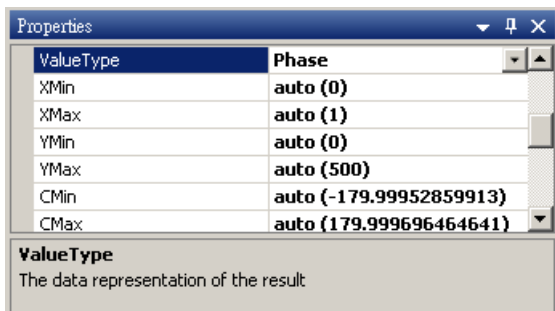 Properties
ValueType Phase
XMin auto (0)
XMax auto (1)
YMin auto (0)
YMax auto (500)
CMin auto (-179.99952859913)
CMax auto (179.999696464641)
ValueType
The data representation of the result